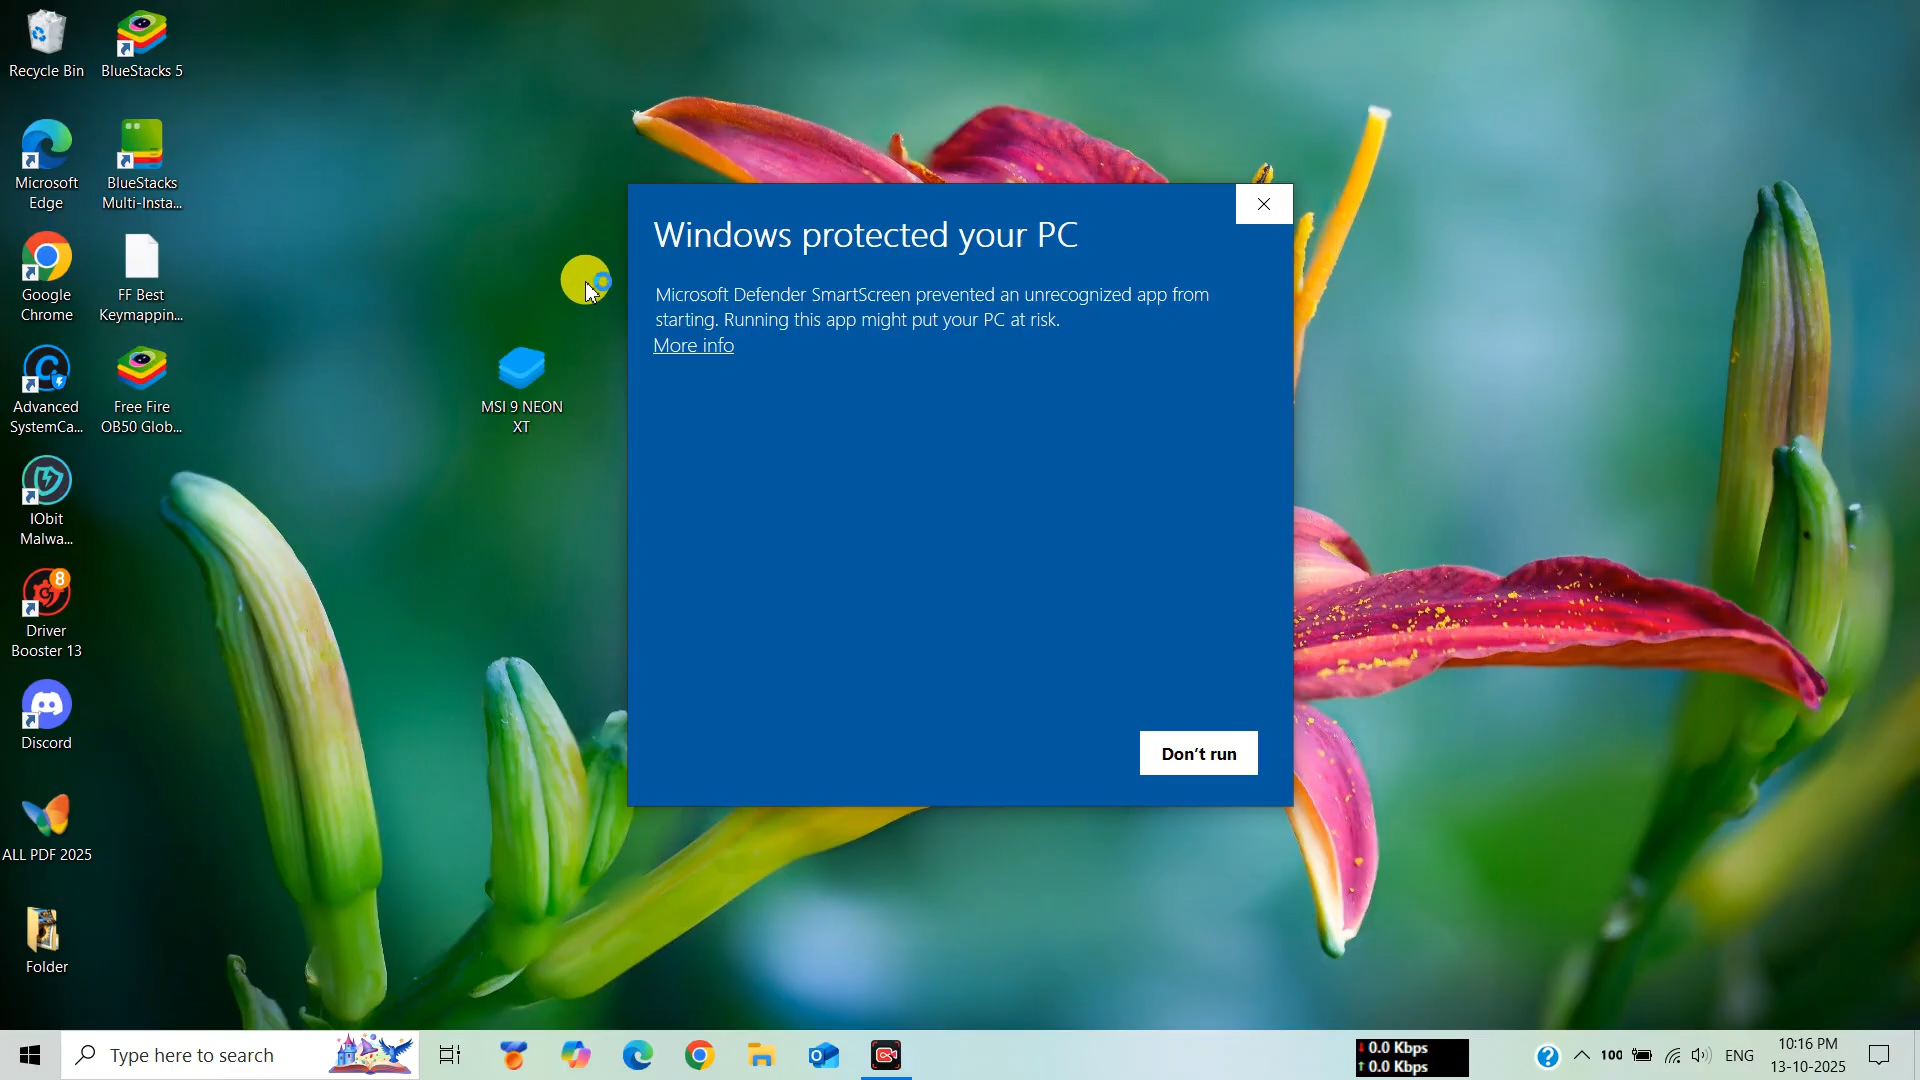 Recycle Bin
BlueStacks 5
Microsoft
Edge
BlueStacks
Multi-Insta...
Google
Chrome
FF Best
Keymappin...
Advanced
SystemCa...
Free Fire
OB50 Glob...
IObit
Malwa...
8
Driver
Booster 13
Discord
ALL PDF 2025
Folder
MSI 9 NEON
XT
Windows protected your PC
Microsoft Defender SmartScreen prevented an unrecognized app from
starting. Running this app might put your PC at risk.
More info
Don't run
Type here to search
0.0 Kbps
0.0 Kbps
100
ENG
10:16 PM
13-10-2025